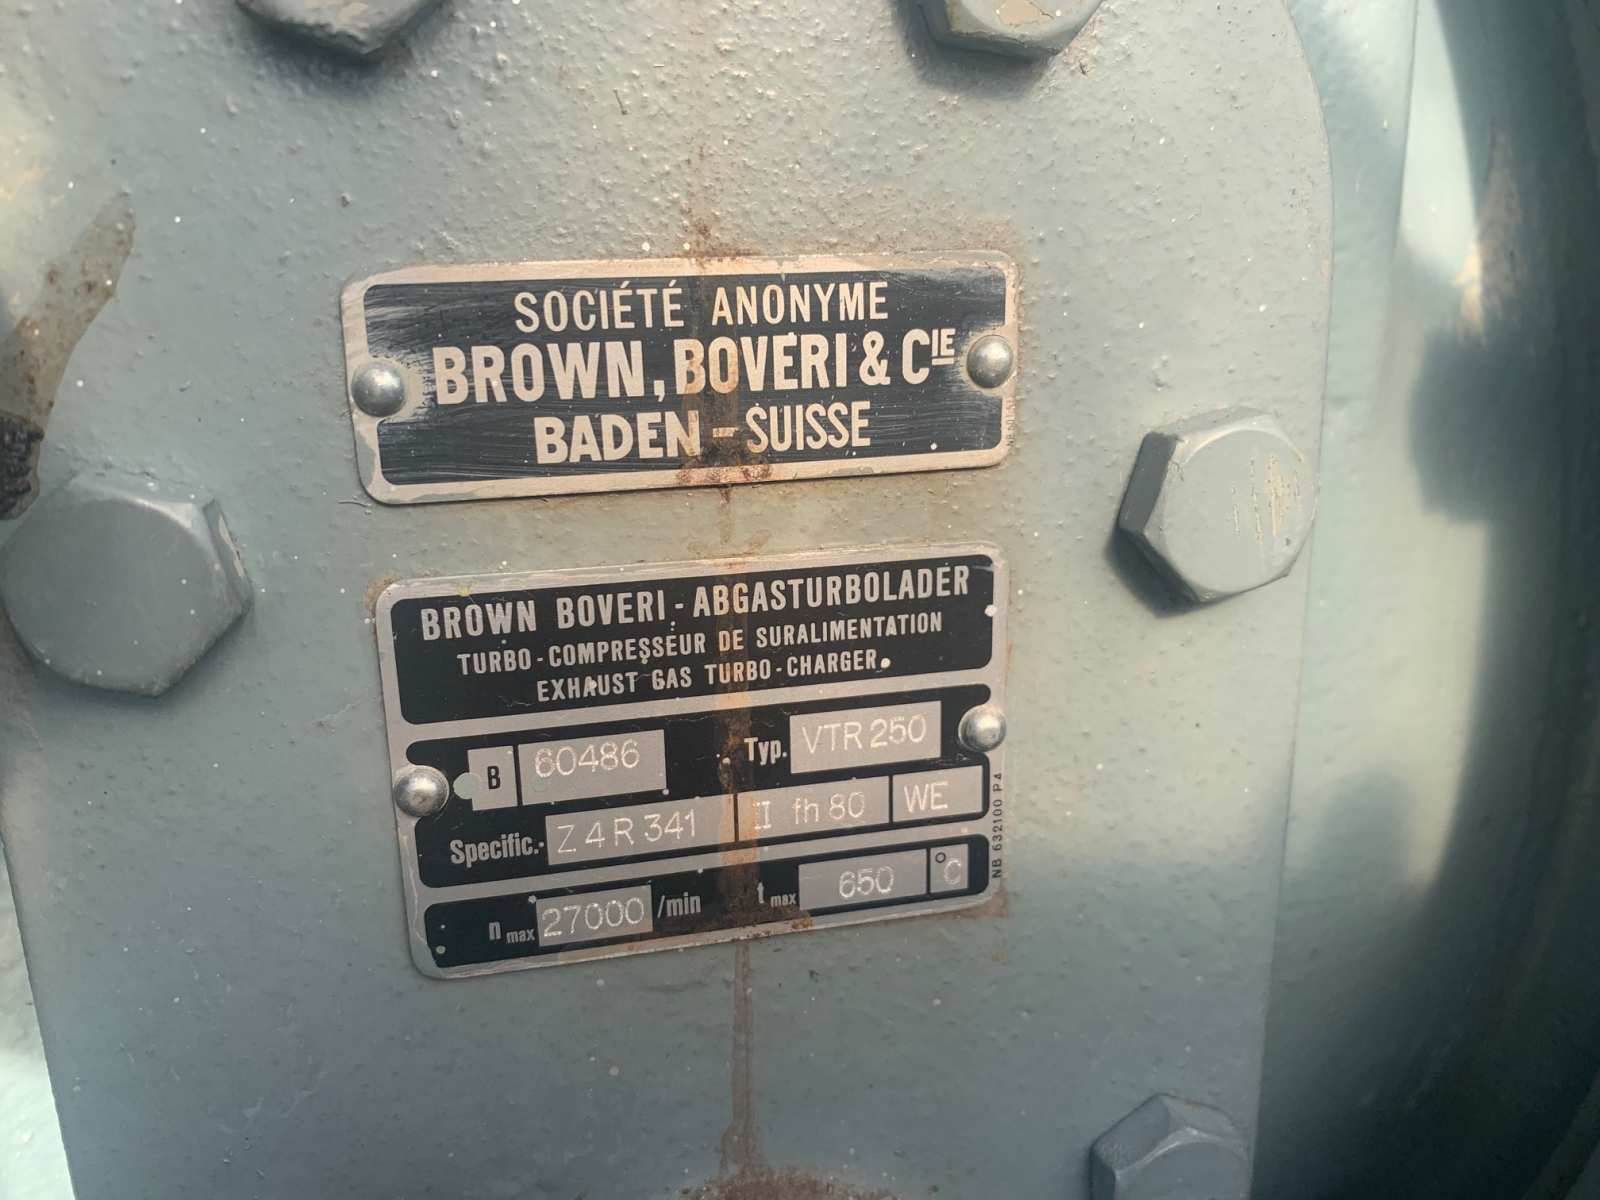 SOCIÉTÉ ANONYME
BROWN, BOVERI & CIE
BADEN - SUISSE
BROWN BOVERI - ABGASTURBOLADER
TURBO-COMPRESSEUR DE SURALIMENTATION
EXHAUST GAS TURBO-CHARGER
B 60486 Typ. VTR 250
Specific. Z 4 R 341 II fh 80 WE
n max 27000 /min t max 650 °C
NB 632100 P4